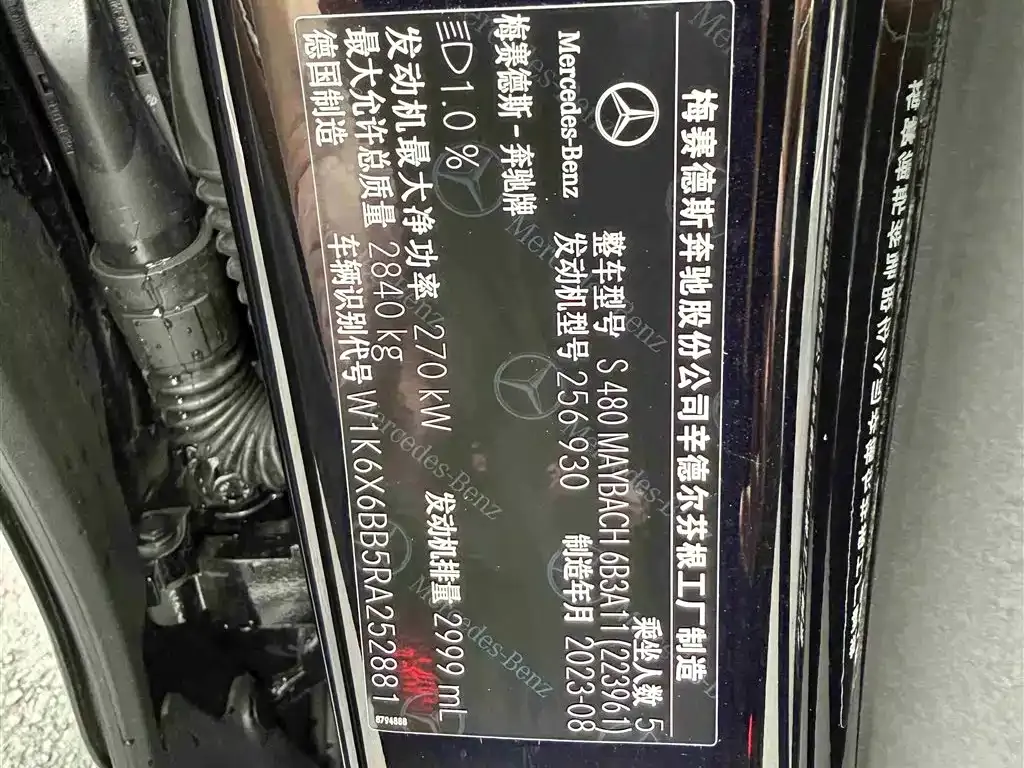 梅赛德斯奔驰股份公司辛德尔芬根工厂制造
乘坐人数 5
整车型号 S 480 MAYBACH 6B3A11 (223961)
Mercedes-Benz
发动机型号 256 930
制造年月 2023-08
梅赛德斯-奔驰牌
1.0 %
发动机最大净功率 270 kW
发动机排量 2999 mL
最大允许总质量 2840 kg
德国制造
车辆识别代号 W1K6X6BB5RA252881
8794888